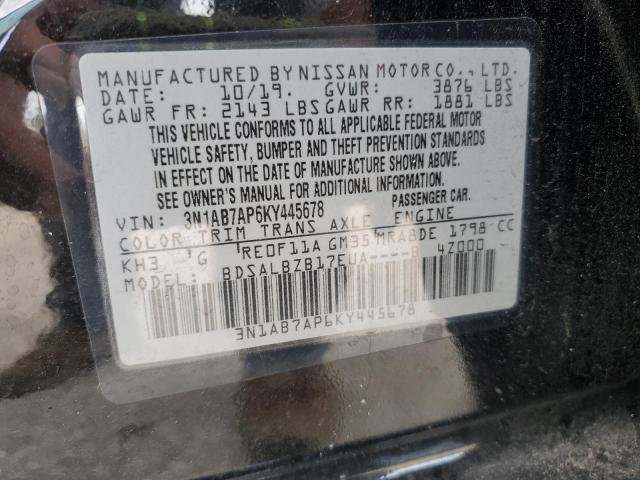 MANUFACTURED BY NISSAN MOTOR CO., LTD.
DATE: 10/19. GVWR: 3876 LBS
GAWR FR: 2143 LBS GAWR RR: 1881 LBS
THIS VEHICLE CONFORMS TO ALL APPLICABLE FEDERAL MOTOR
VEHICLE SAFETY, BUMPER AND THEFT PREVENTION STANDARDS
IN EFFECT ON THE DATE OF MANUFACTURE SHOWN ABOVE.
SEE OWNER'S MANUAL FOR ADDITIONAL INFORMATION.
VIN: 3N1AB7AP6KY445678 PASSENGER CAR.
COLOR TRIM TRANS AXLE ENGINE
KH3 G RE0F11A GM35 MRA8DE 1798 CC
MODEL: BDSALBZB17EUA----B 4Z000
3N1AB7AP6KY445678